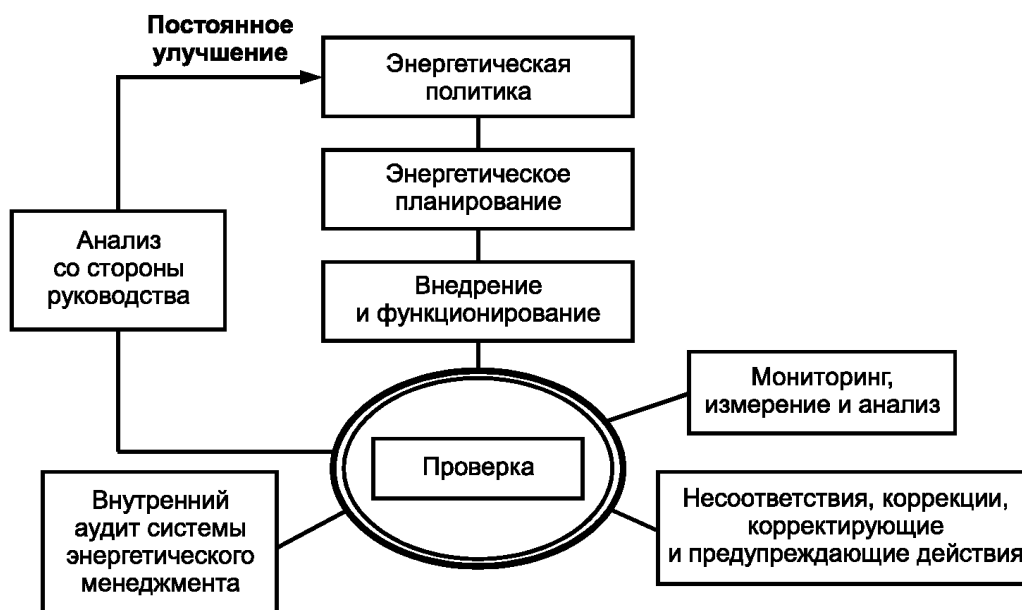 Постоянное
улучшение
Энергетическая
политика
Энергетическое
планирование
Анализ
со стороны
руководства
Внедрение
и функционирование
Мониторинг,
измерение и анализ
Проверка
Внутренний
аудит системы
энергетического
менеджмента
Несоответствия, коррекции,
корректирующие
и предупреждающие действия